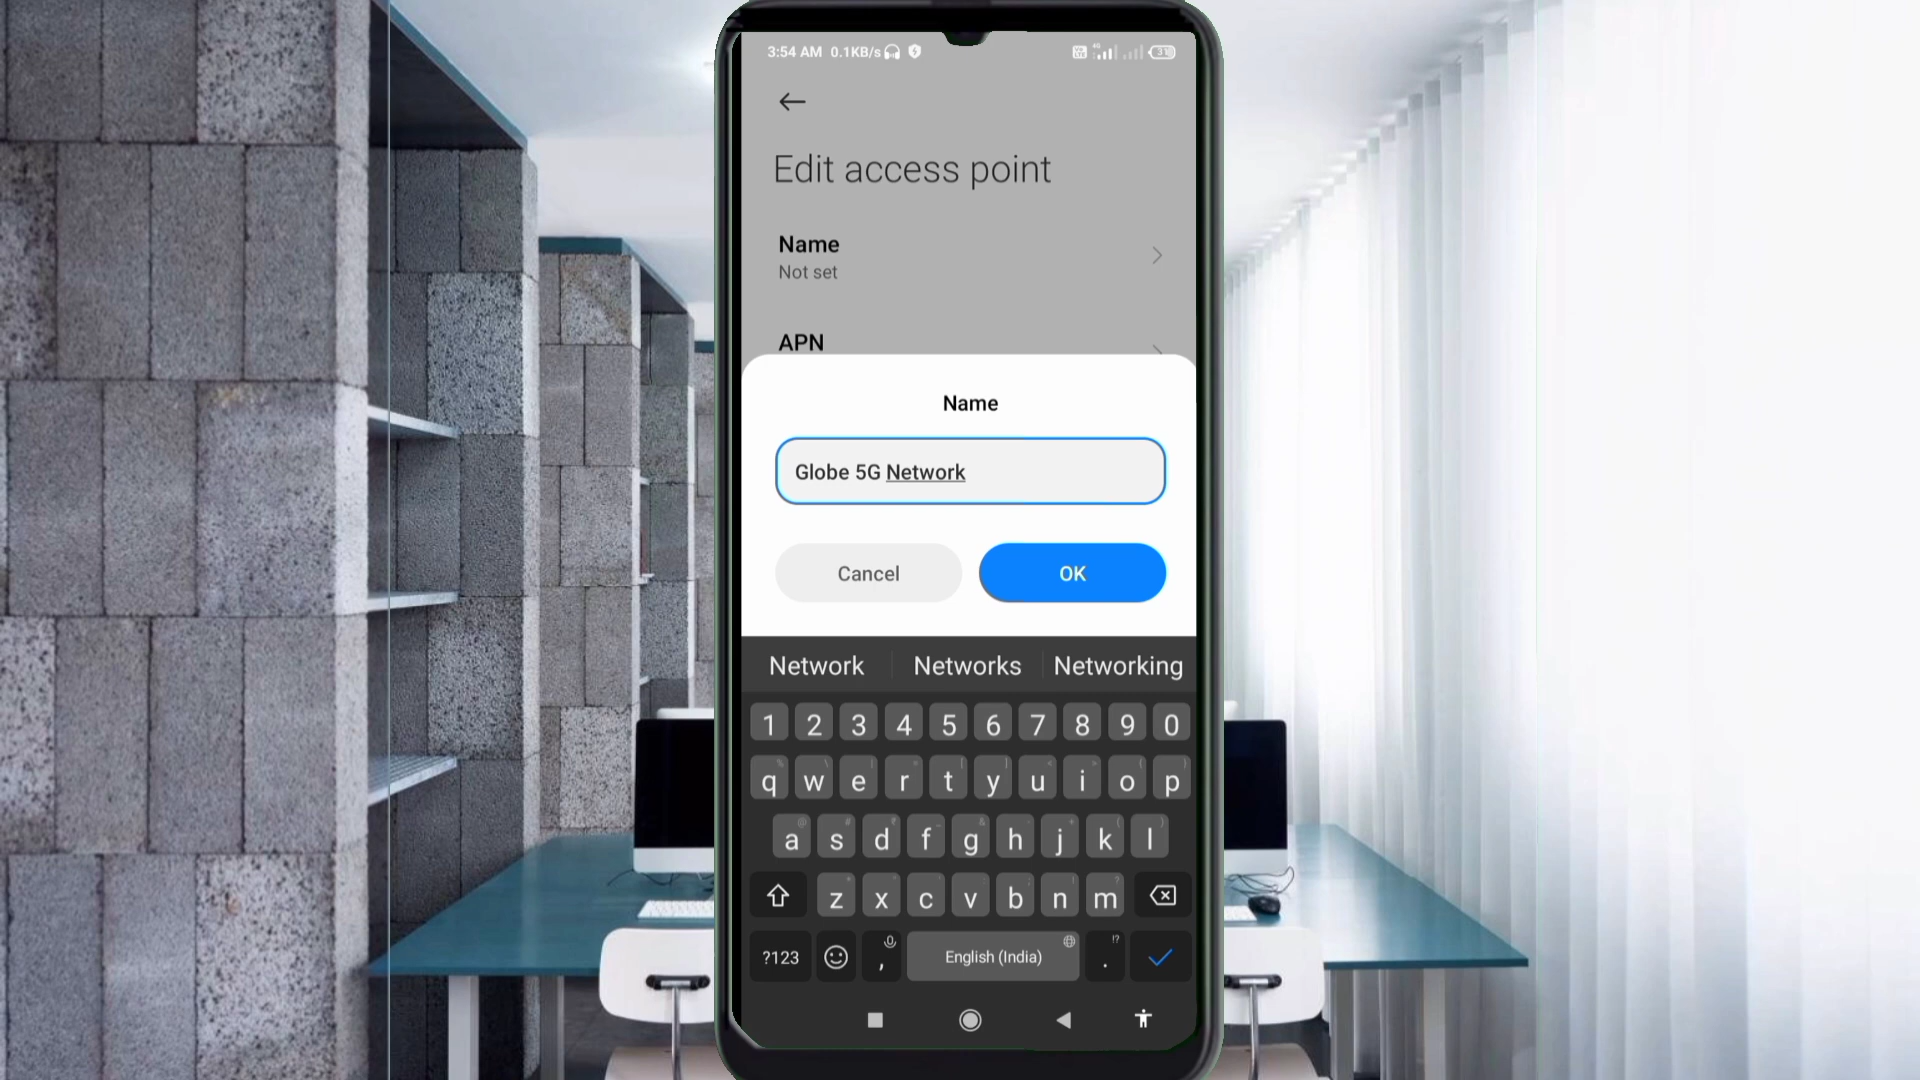 3:54 AM 0.1KB/s
Edit access point
Name
Not set
APN
Name
Globe 5G Network
Cancel OK
Network Networks Networking
1 2 3 4 5 6 7 8 9 0
q w e r t y u i o p
a s d f g h j k l
z x c v b n m
?123 , English (India) . !?